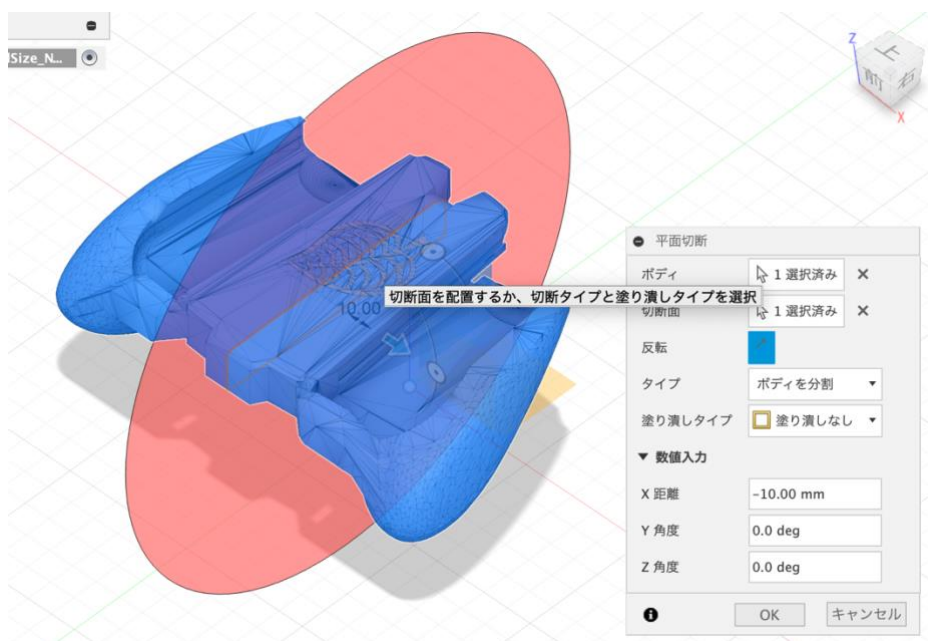 Size_N...
Z
上
前
右
X
平面切断
ボディ
1 選択済み
切断面を配置するか、切断タイプと塗り潰しタイプを選択
10.00
切断面
1 選択済み
反転
タイプ
ボディを分割
塗り潰しタイプ
塗り潰しなし
数値入力
X 距離
-10.00 mm
Y 角度
0.0 deg
Z 角度
0.0 deg
OK
キャンセル